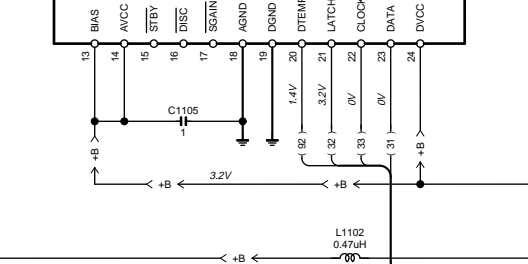 BIAS
AVCC
STBY
DISC
SGAIN
AGND
DGND
DTEMP
LATCH
CLOCK
DATA
DVCC
13
14
15
16
17
18
19
20
21
22
23
24
1.4V
3.2V
0V
0V
C1105
1
92
32
33
31
+B
+B
3.2V
+B
+B
L1102
0.47uH
+B